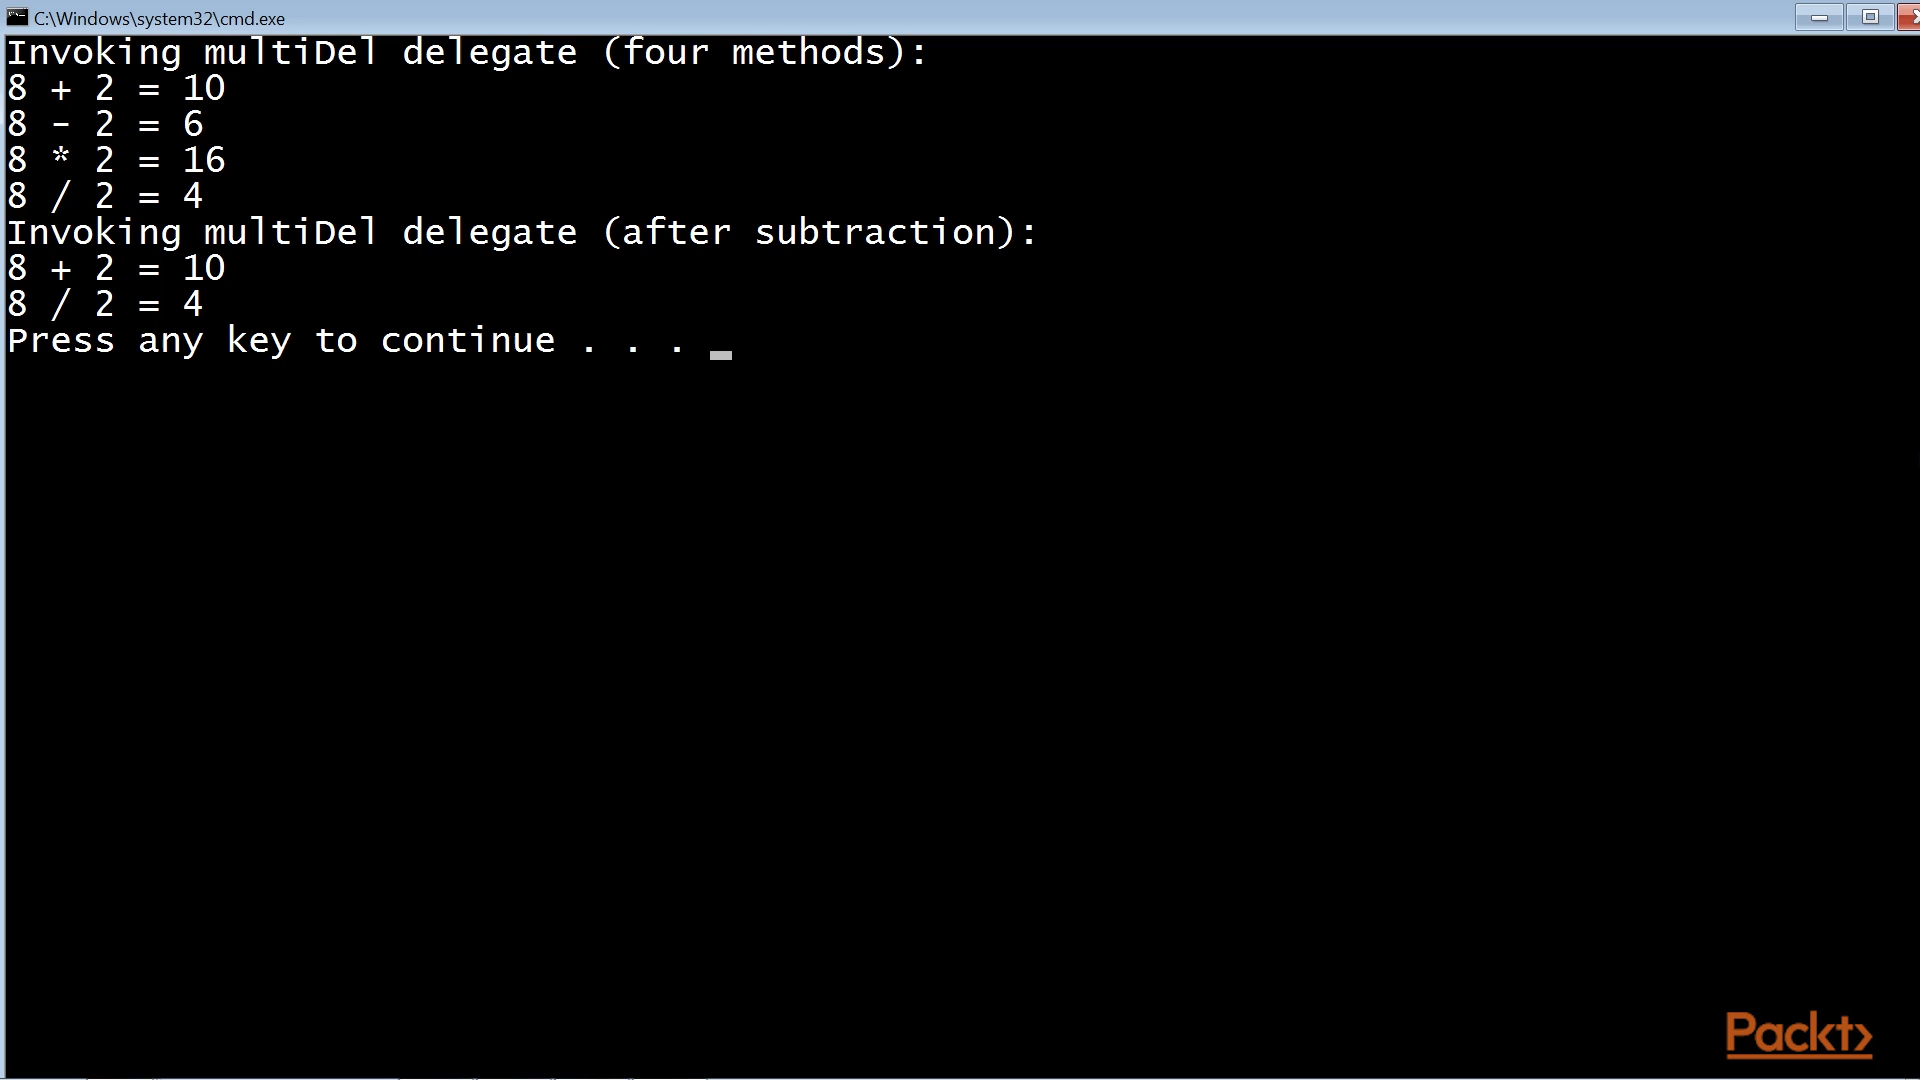 C:\Windows\system32\cmd.exe
Invoking multiDel delegate (four methods):
8 + 2 = 10
8 - 2 = 6
8 * 2 = 16
8 / 2 = 4
Invoking multiDel delegate (after subtraction):
8 + 2 = 10
8 / 2 = 4
Press any key to continue . . .
Packt>